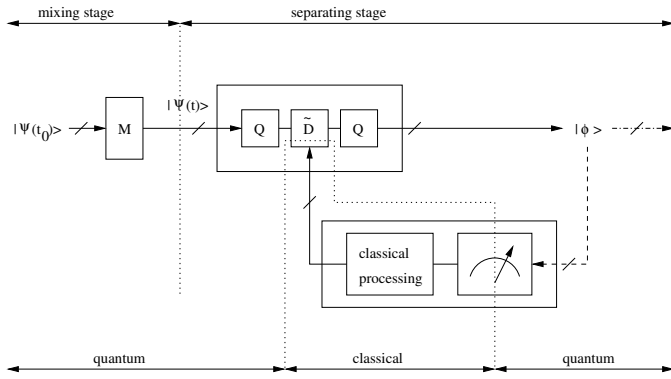 mixing stage
separating stage
|Ψ(t)>
|Ψ(t₀)>
M
Q
D̃
Q
|ϕ>
classical
processing
quantum
classical
quantum